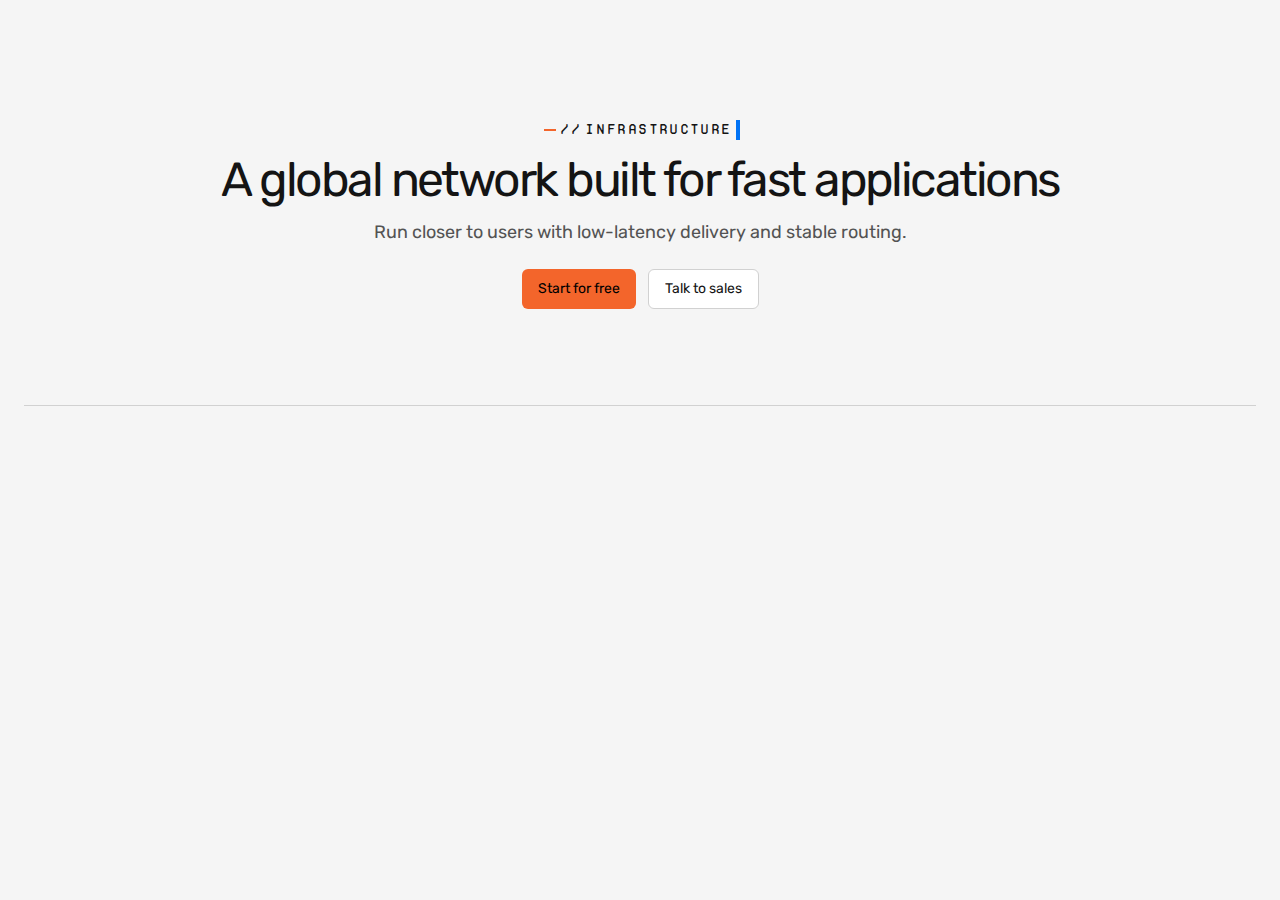 // INFRASTRUCTURE
A global network built for fast applications
Run closer to users with low-latency delivery and stable routing.
Start for free
Talk to sales